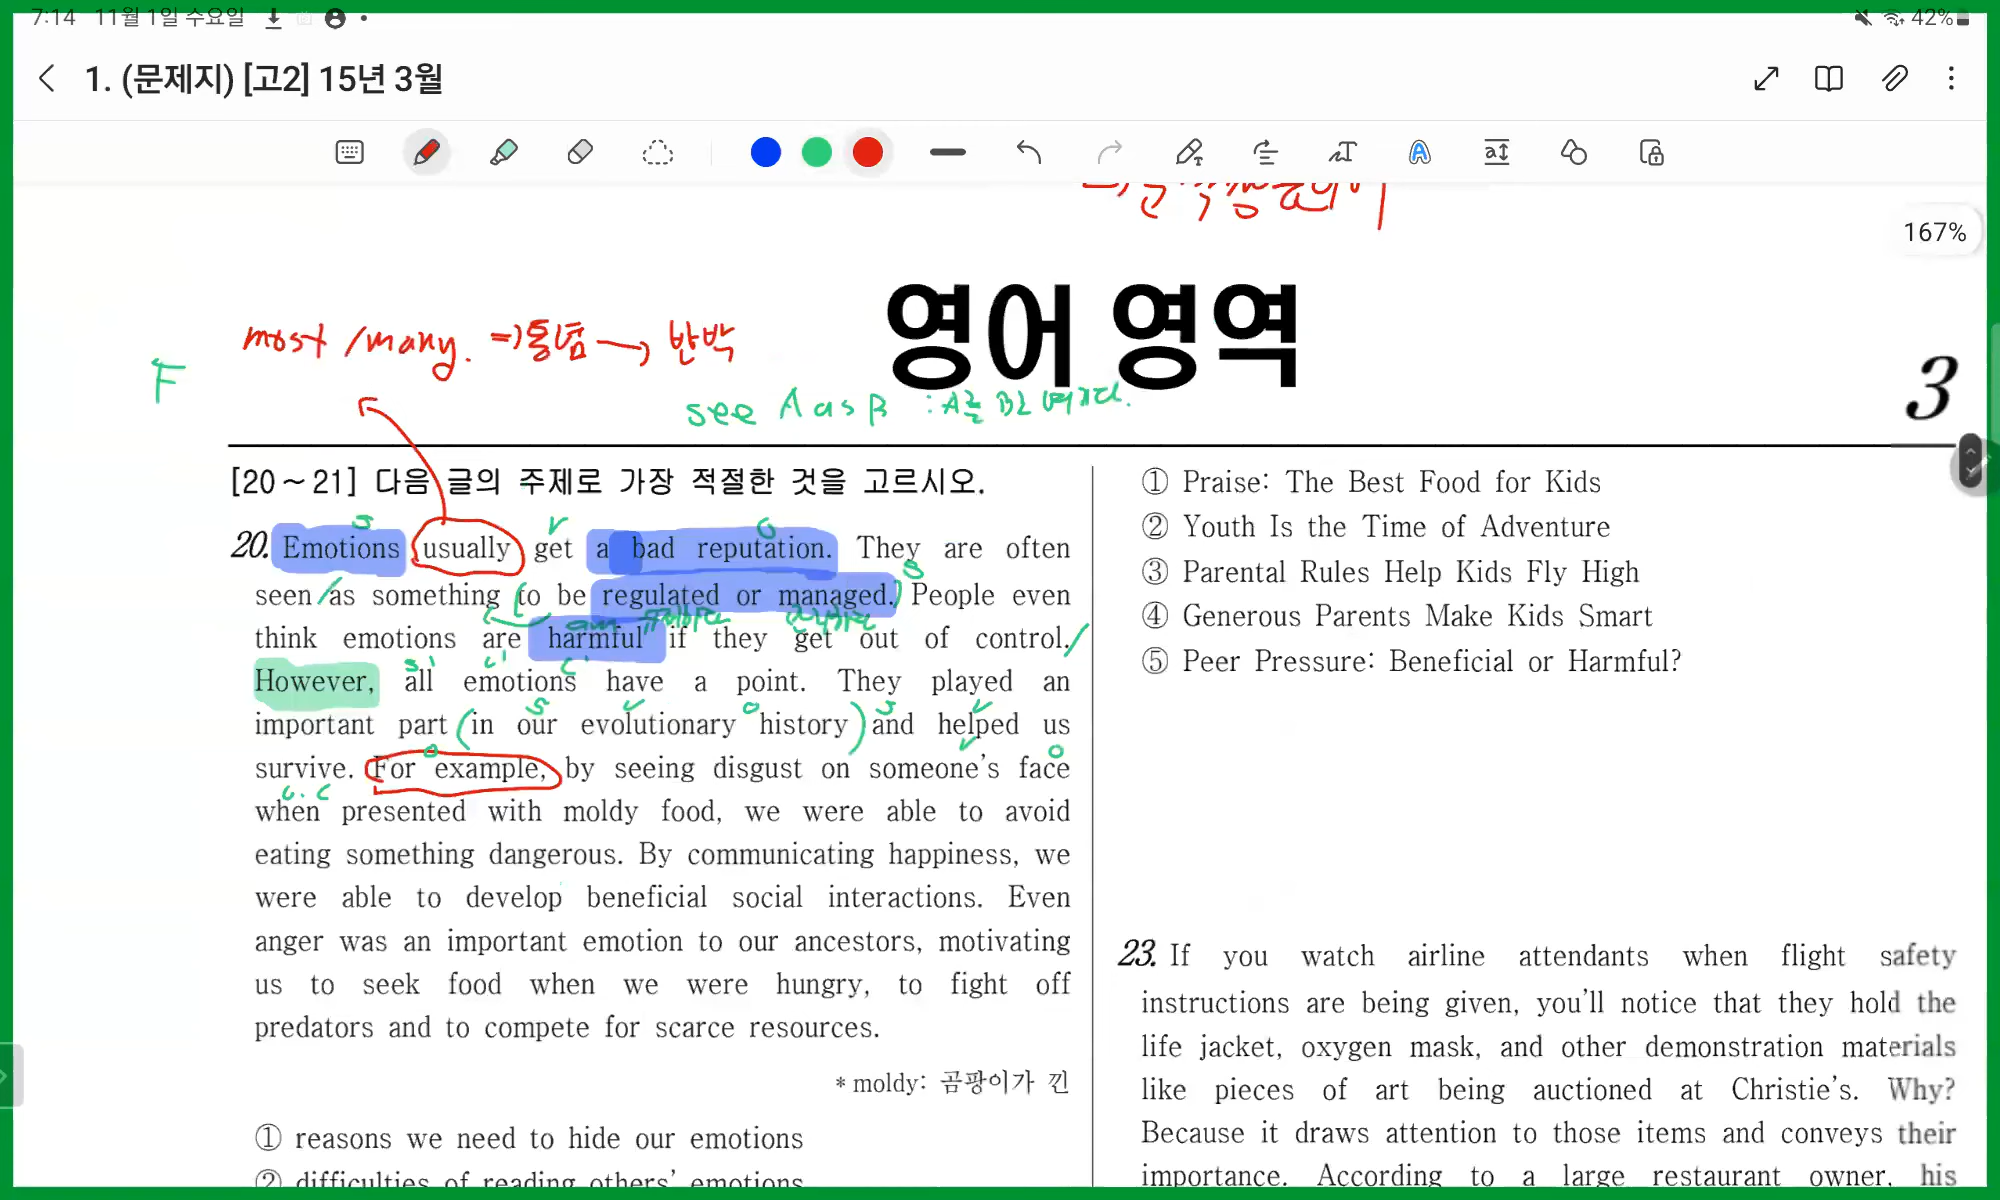 7:14 11월 1일 수요일
42%
1. (문제지) [고2] 15년 3월
167%
영어 영역
3
most / many. ⇒ 통념 → 반박
F
see A as B : A를 B로 여기다.
[20~21] 다음 글의 주제로 가장 적절한 것을 고르시오.
20. Emotions usually get a bad reputation. They are often
seen as something to be regulated or managed. People even
think emotions are harmful if they get out of control.
However, all emotions have a point. They played an
important part in our evolutionary history and helped us
survive. For example, by seeing disgust on someone's face
when presented with moldy food, we were able to avoid
eating something dangerous. By communicating happiness, we
were able to develop beneficial social interactions. Even
anger was an important emotion to our ancestors, motivating
us to seek food when we were hungry, to fight off
predators and to compete for scarce resources.
* moldy: 곰팡이가 낀
① reasons we need to hide our emotions
② difficulties of reading others' emotions
① Praise: The Best Food for Kids
② Youth Is the Time of Adventure
③ Parental Rules Help Kids Fly High
④ Generous Parents Make Kids Smart
⑤ Peer Pressure: Beneficial or Harmful?
23. If you watch airline attendants when flight safety
instructions are being given, you'll notice that they hold the
life jacket, oxygen mask, and other demonstration materials
like pieces of art being auctioned at Christie's. Why?
Because it draws attention to those items and conveys their
importance. According to a large restaurant owner, his